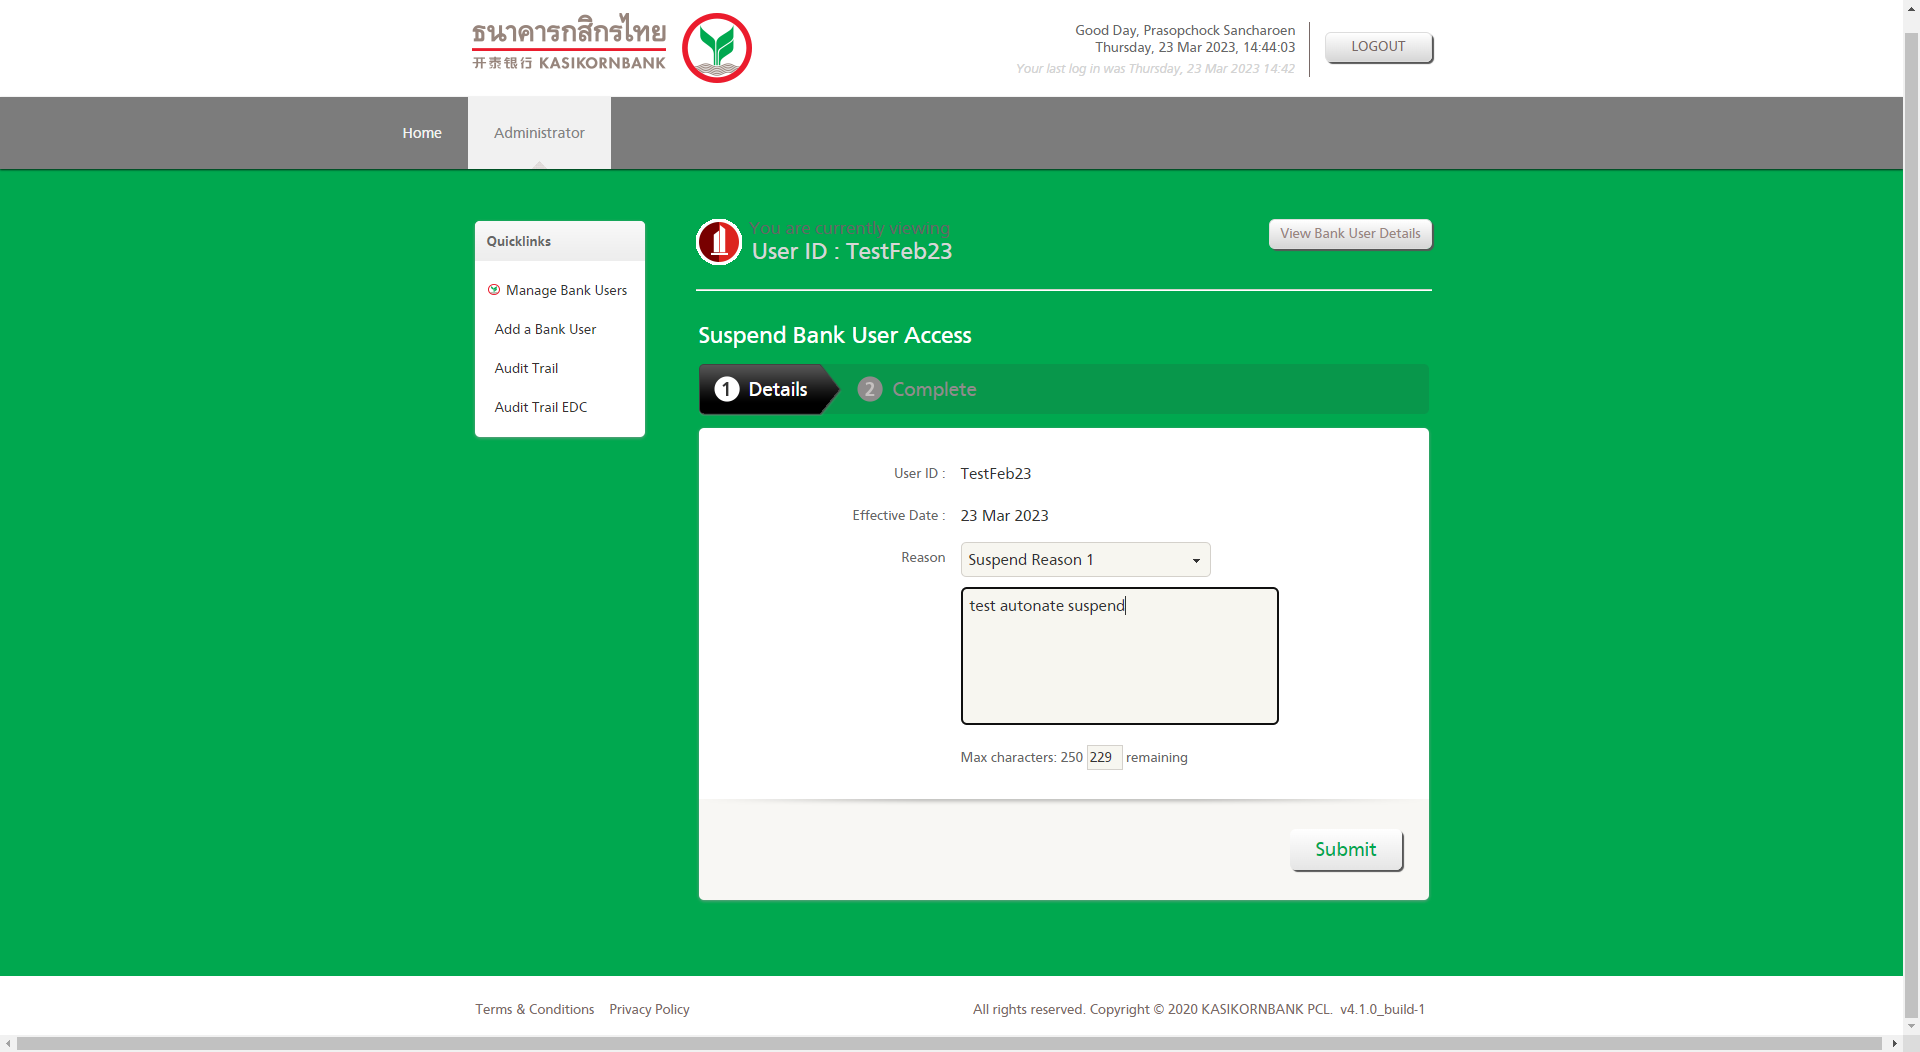 ธนาคารกสิกรไทย
开泰银行 KASIKORNBANK
Good Day, Prasopchock Sancharoen
Thursday, 23 Mar 2023, 14:44:03
Your last log in was Thursday, 23 Mar 2023 14:42
LOGOUT
Home
Administrator
Quicklinks
Manage Bank Users
Add a Bank User
Audit Trail
Audit Trail EDC
You are currently viewing
User ID : TestFeb23
View Bank User Details
Suspend Bank User Access
1 Details
2 Complete
User ID : TestFeb23
Effective Date : 23 Mar 2023
Reason Suspend Reason 1
test autonate suspend
Max characters: 250 229 remaining
Submit
Terms & Conditions Privacy Policy
All rights reserved. Copyright © 2020 KASIKORNBANK PCL. v4.1.0_build-1